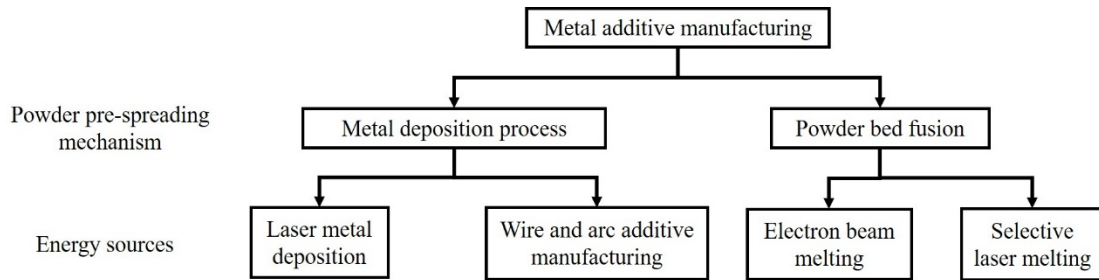 Metal additive manufacturing
Powder pre-spreading
mechanism
Metal deposition process
Powder bed fusion
Energy sources
Laser metal
deposition
Wire and arc additive
manufacturing
Electron beam
melting
Selective
laser melting